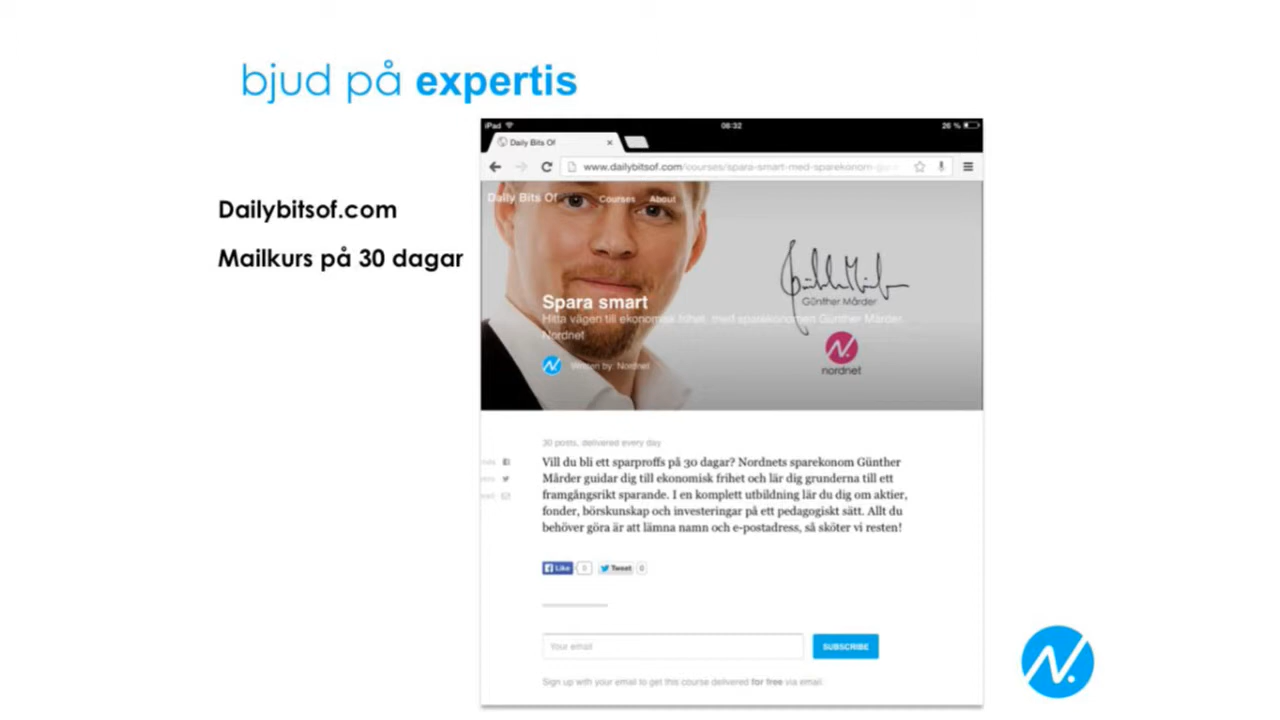 bjud på expertis
Dailybitsof.com
Mailkurs på 30 dagar
iPad
08:32
26 %
Daily Bits Of
www.dailybitsof.com/courses/spara-smart-med-sparekonom-gun
Daily Bits Of
Courses
About
Günther Mårder
nordnet
Spara smart
Hitta vägen till ekonomisk frihet, med sparekonomen Günther Mårder,
Nordnet
Written by: Nordnet
30 posts, delivered every day
Vill du bli ett sparproffs på 30 dagar? Nordnets sparekonom Günther
Mårder guidar dig till ekonomisk frihet och lär dig grunderna till ett
framgångsrikt sparande. I en komplett utbildning lär du dig om aktier,
fonder, börskunskap och investeringar på ett pedagogiskt sätt. Allt du
behöver göra är att lämna namn och e-postadress, så sköter vi resten!
Like
0
Tweet
0
Your email
SUBSCRIBE
Sign up with your email to get this course delivered for free via email.